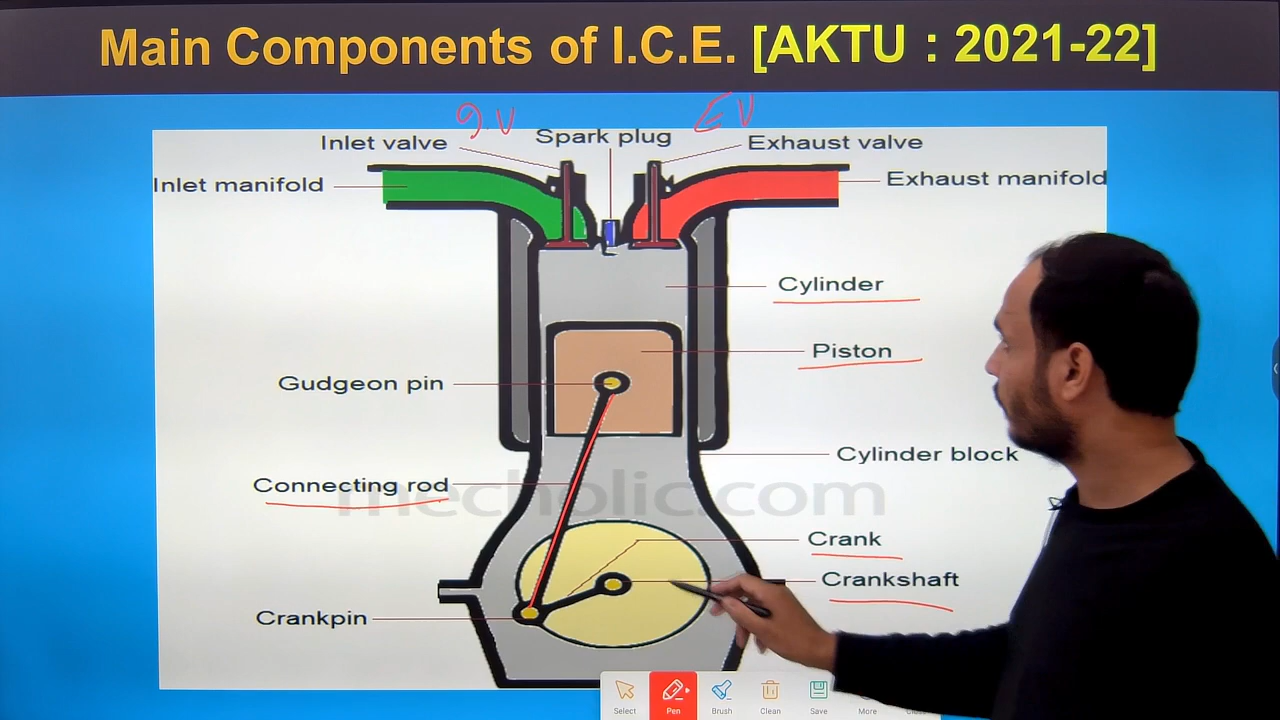 Main Components of I.C.E. [AKTU : 2021-22]
IV
EV
Inlet valve
Spark plug
Exhaust valve
Inlet manifold
Exhaust manifold
Cylinder
Piston
Gudgeon pin
Cylinder block
Connecting rod
mecholic.com
Crank
Crankshaft
Crankpin
Select
Pen
Brush
Clean
Save
More